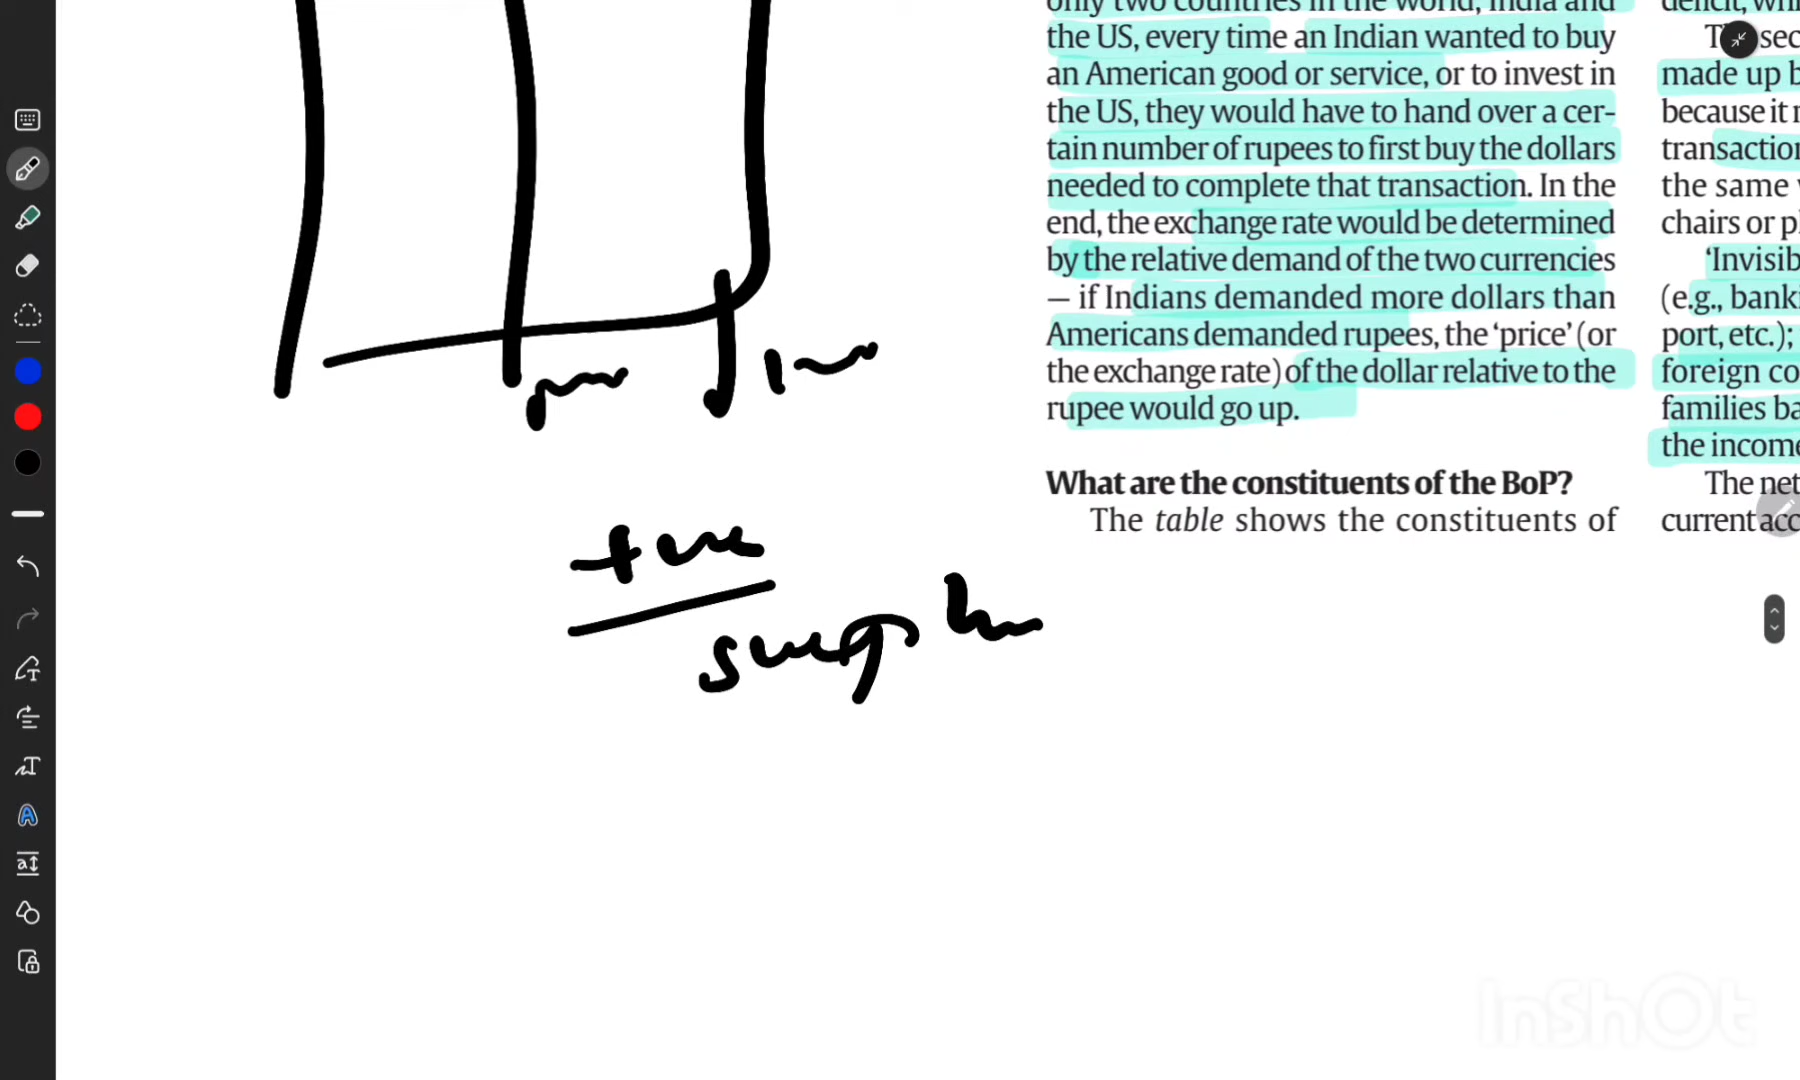 +ve
surplus
only two countries in the world, India and
the US, every time an Indian wanted to buy
an American good or service, or to invest in
the US, they would have to hand over a cer-
tain number of rupees to first buy the dollars
needed to complete that transaction. In the
end, the exchange rate would be determined
by the relative demand of the two currencies
— if Indians demanded more dollars than
Americans demanded rupees, the ‘price’ (or
the exchange rate) of the dollar relative to the
rupee would go up.
What are the constituents of the BoP?
The table shows the constituents of
deficit, whi
sec
made up b
because it r
transaction
the same
chairs or pl
‘Invisib
(e.g., banki
port, etc.);
foreign co
families ba
the income
The net
current acc
InShOt